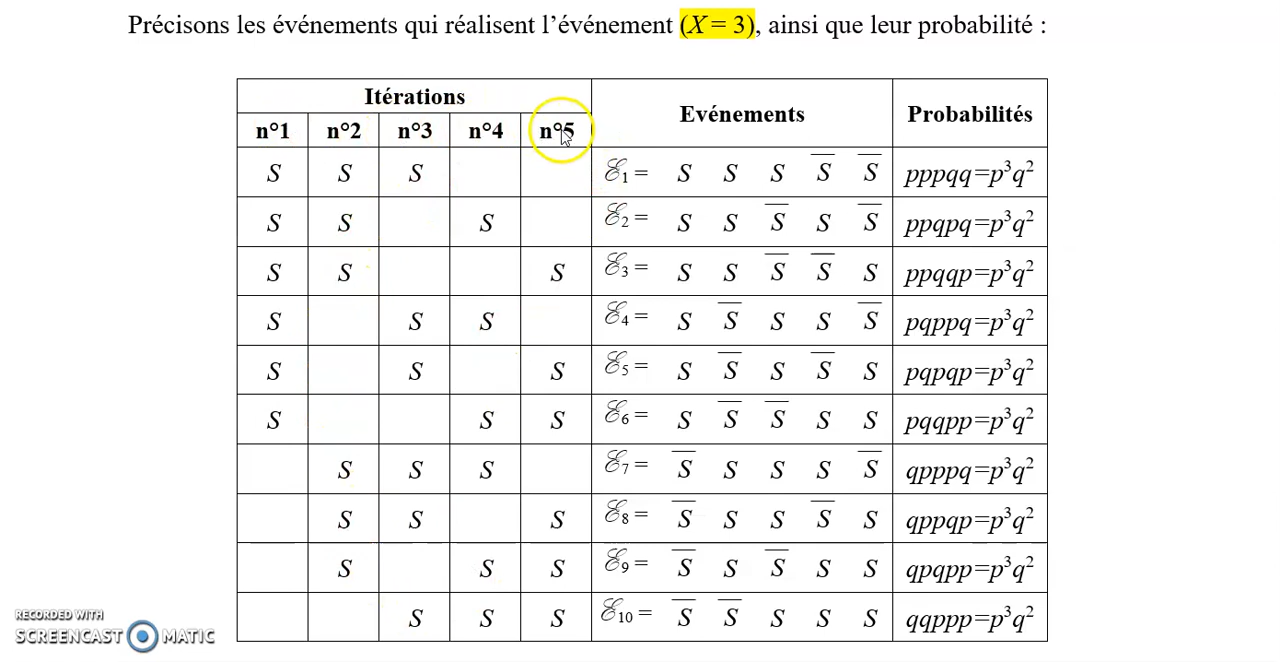 Précisons les événements qui réalisent l’événement (X = 3), ainsi que leur probabilité :
Itérations Evénements Probabilités
n°1 n°2 n°3 n°4 n°5
S S S ℰ₁ = S S S S̅ S̅ pppqq=p³q²
S S S ℰ₂ = S S S̅ S S̅ ppqpq=p³q²
S S S ℰ₃ = S S S̅ S̅ S ppqqp=p³q²
S S S ℰ₄ = S S̅ S S S̅ pqppq=p³q²
S S S ℰ₅ = S S̅ S S̅ S pqpqp=p³q²
S S S ℰ₆ = S S̅ S̅ S S pqqpp=p³q²
S S S ℰ₇ = S̅ S S S S̅ qpppq=p³q²
S S S ℰ₈ = S̅ S S S̅ S qppqp=p³q²
S S S ℰ₉ = S̅ S S̅ S S qpqpp=p³q²
S S S ℰ₁₀ = S̅ S̅ S S S qqppp=p³q²
RECORDED WITH
SCREENCAST MATIC